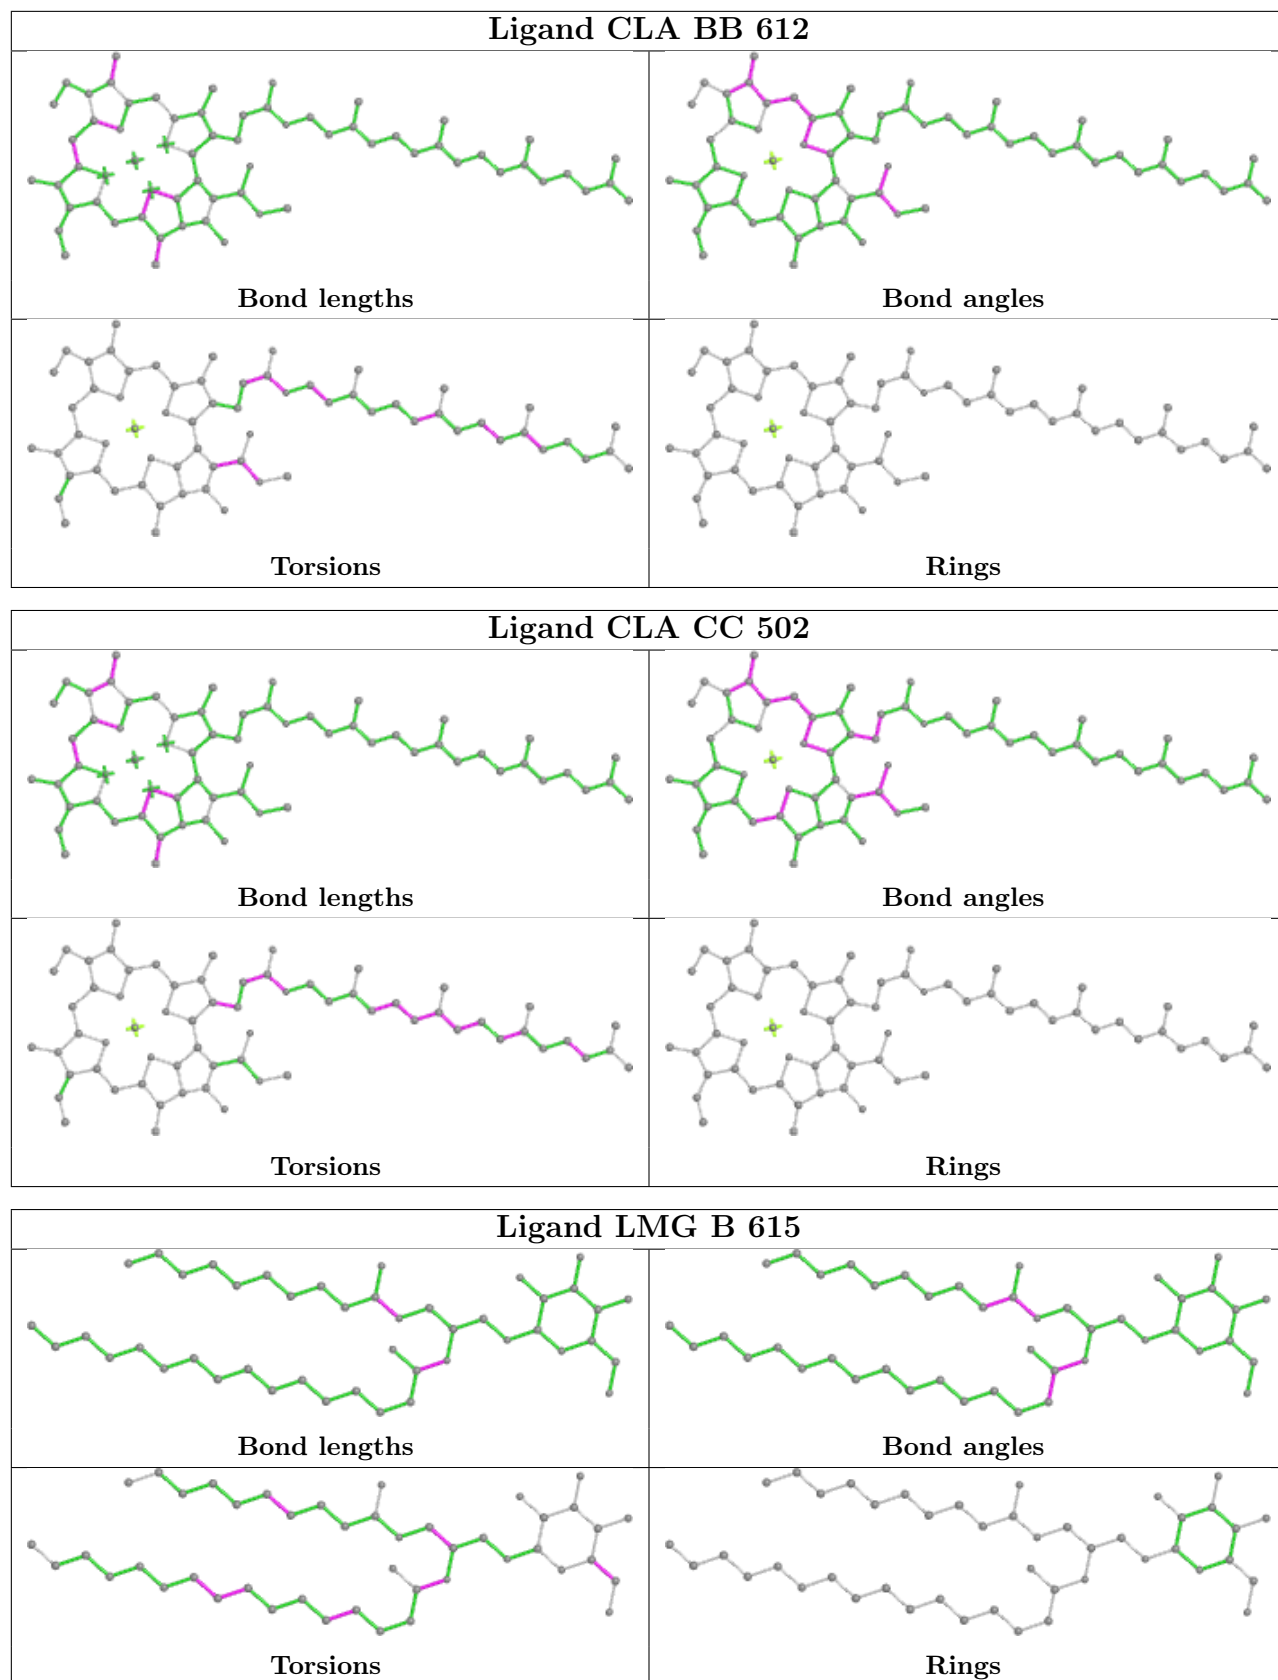 Ligand CLA BB 612
Bond lengths
Bond angles
Torsions
Rings
Ligand CLA CC 502
Bond lengths
Bond angles
Torsions
Rings
Ligand LMG B 615
Bond lengths
Bond angles
Torsions
Rings